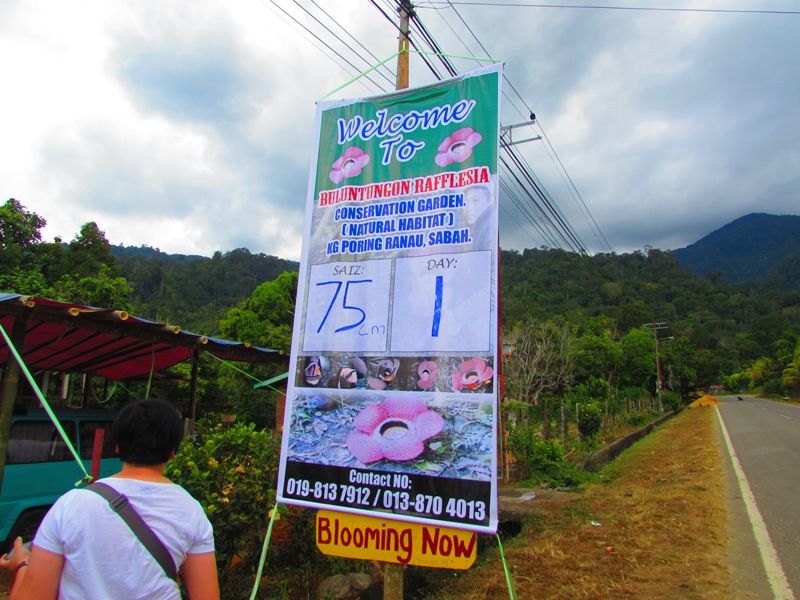 Welcome
To
BULUNTUNGON RAFFLESIA
CONSERVATION GARDEN.
( NATURAL HABITAT )
KG PORING RANAU, SABAH.
SAIZ:
75cm
DAY:
1
Contact NO:
019-813 7912 / 013-870 4013
Blooming Now